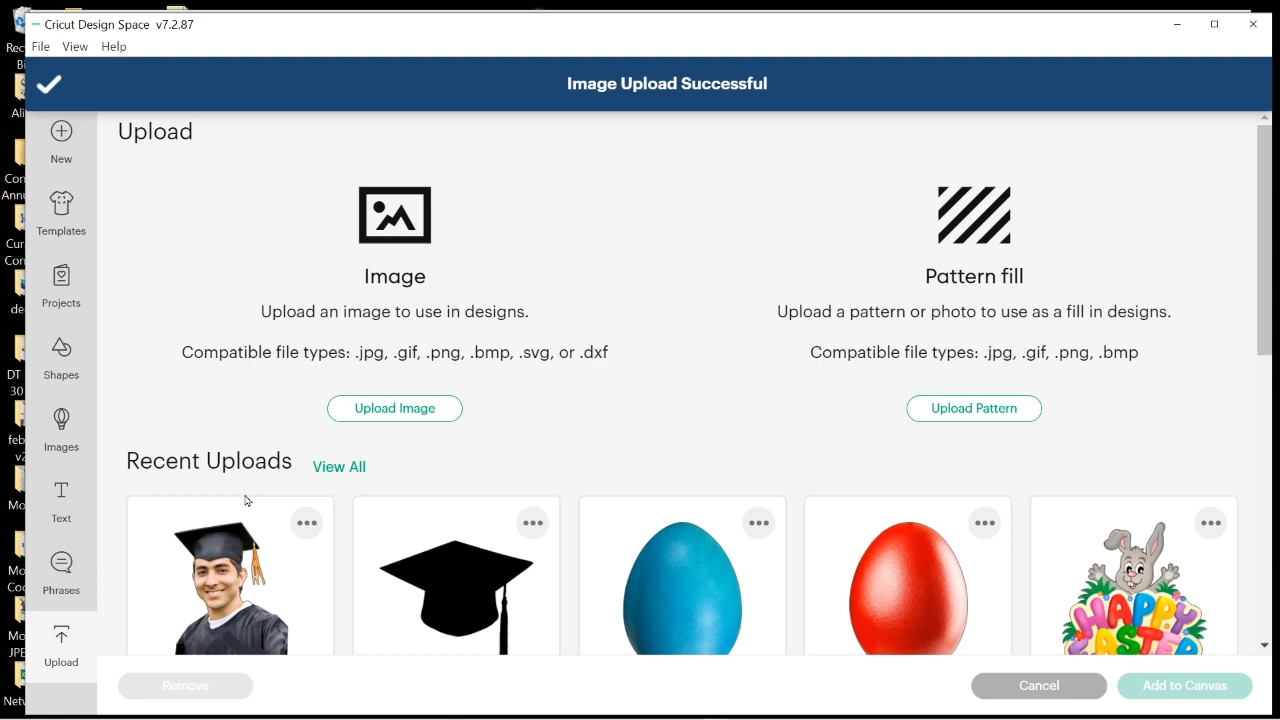 Cricut Design Space v7.2.87
File View Help
Image Upload Successful
New
Templates
Projects
Shapes
Images
Text
Phrases
Upload
Upload
Image
Upload an image to use in designs.
Compatible file types: .jpg, .gif, .png, .bmp, .svg, or .dxf
Upload Image
Pattern fill
Upload a pattern or photo to use as a fill in designs.
Compatible file types: .jpg, .gif, .png, .bmp
Upload Pattern
Recent Uploads View All
HAPPY
EASTER
Remove
Cancel
Add to Canvas